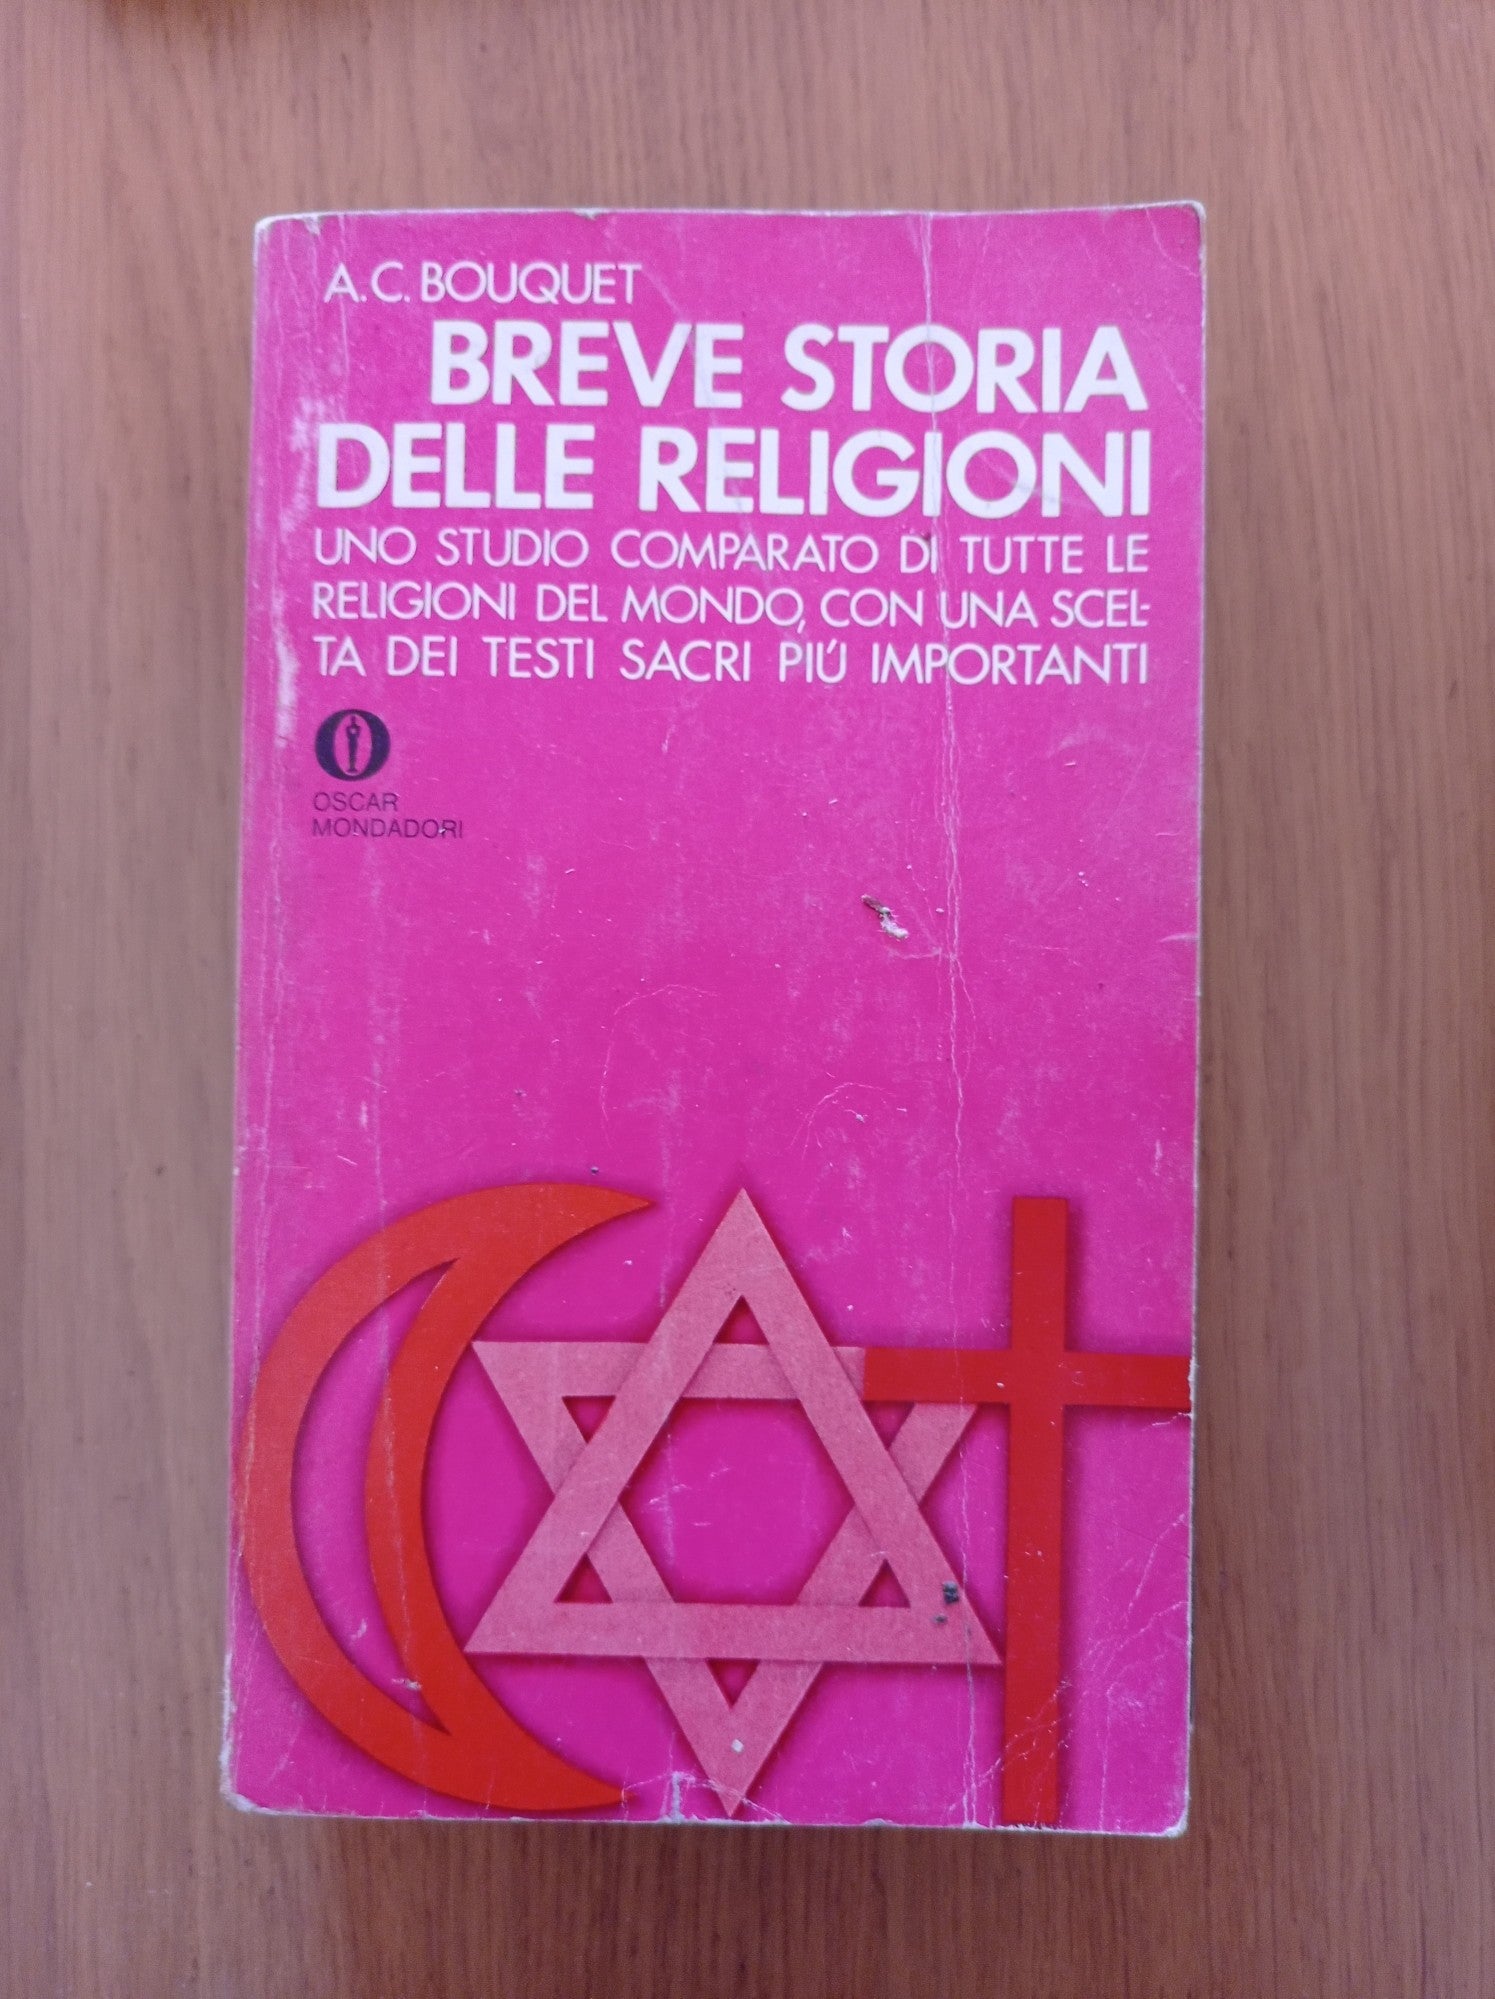 A.C. BOUQUET
BREVE STORIA
DELLE RELIGIONI
UNO STUDIO COMPARATO DI TUTTE LE
RELIGIONI DEL MONDO, CON UNA SCEL-
TA DEI TESTI SACRI PIÚ IMPORTANTI
OSCAR
MONDADORI